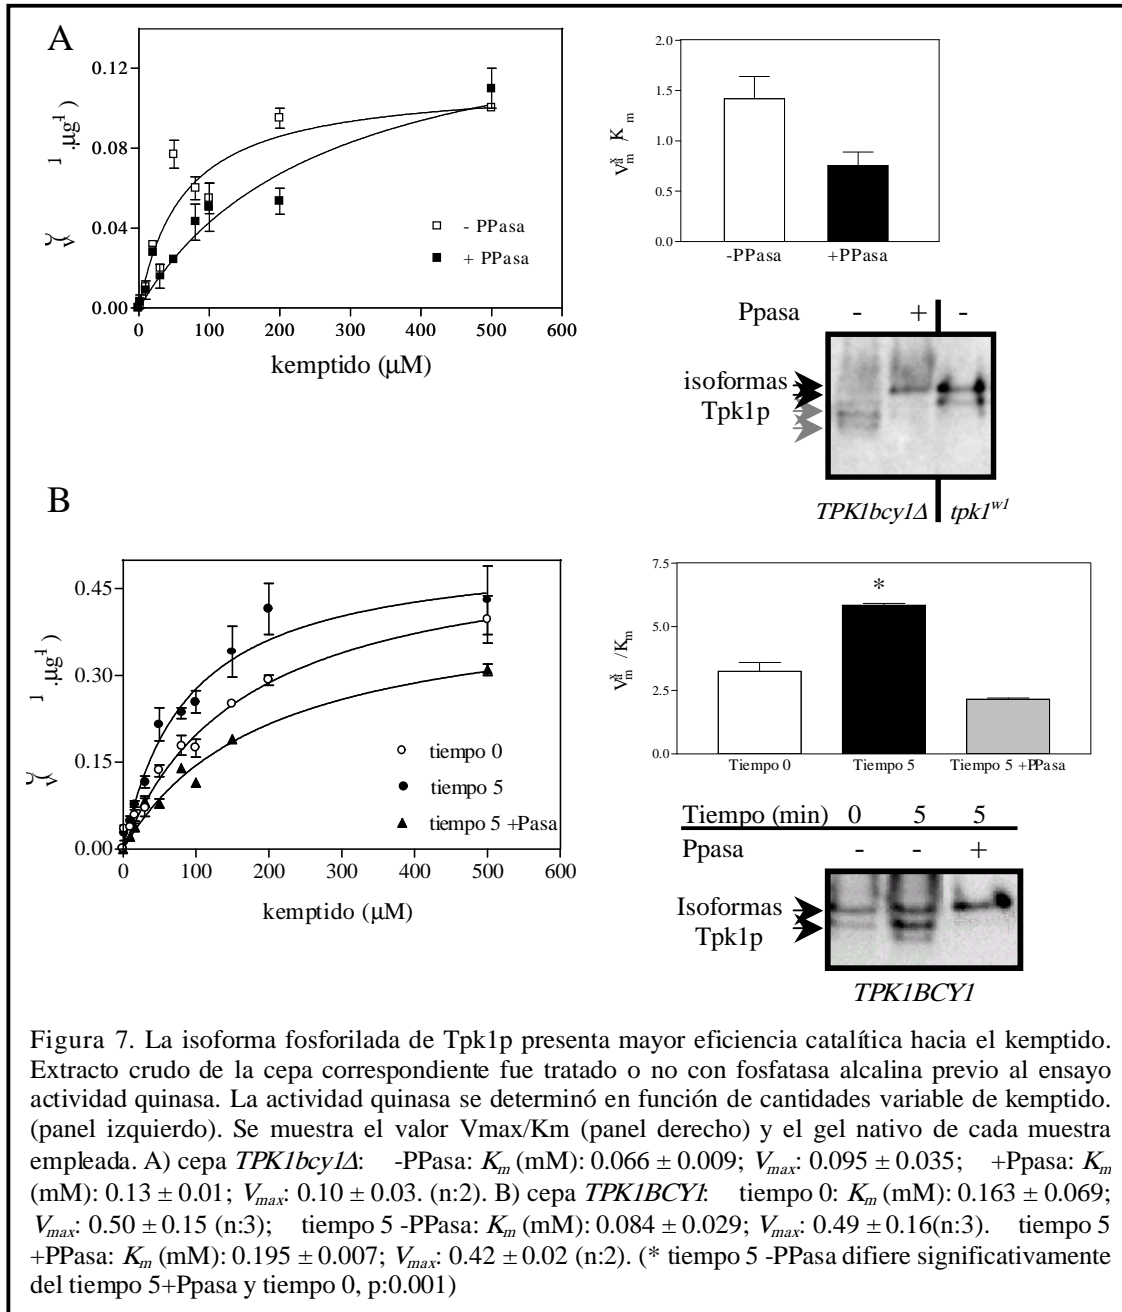 A
0.12
0.08
0.04
0.00
0 100 200 300 400 500 600
kemptido (µM)
- PPasa
+ PPasa
2.0
1.5
1.0
0.5
0.0
-PPasa +PPasa
Ppasa - + -
isoformas
Tpk1p
TPK1bcy1Δ tpk1^w1
B
0.45
0.30
0.15
0.00
0 100 200 300 400 500 600
kemptido (µM)
tiempo 0
tiempo 5
tiempo 5 +Pasa
7.5
5.0
2.5
0.0
*
Tiempo 0 Tiempo 5 Tiempo 5 +PPasa
Tiempo (min) 0 5 5
Ppasa - - +
Isoformas
Tpk1p
TPK1BCY1
Figura 7. La isoforma fosforilada de Tpk1p presenta mayor eficiencia catalítica hacia el kemptido.
Extracto crudo de la cepa correspondiente fue tratado o no con fosfatasa alcalina previo al ensayo
actividad quinasa. La actividad quinasa se determinó en función de cantidades variable de kemptido.
(panel izquierdo). Se muestra el valor Vmax/Km (panel derecho) y el gel nativo de cada muestra
empleada. A) cepa TPK1bcy1Δ: -PPasa: Km (mM): 0.066 ± 0.009; Vmax: 0.095 ± 0.035; +Ppasa: Km
(mM): 0.13 ± 0.01; Vmax: 0.10 ± 0.03. (n:2). B) cepa TPK1BCY1: tiempo 0: Km (mM): 0.163 ± 0.069;
Vmax: 0.50 ± 0.15 (n:3); tiempo 5 -PPasa: Km (mM): 0.084 ± 0.029; Vmax: 0.49 ± 0.16(n:3). tiempo 5
+PPasa: Km (mM): 0.195 ± 0.007; Vmax: 0.42 ± 0.02 (n:2). (* tiempo 5 -PPasa difiere significativamente
del tiempo 5+Ppasa y tiempo 0, p:0.001)